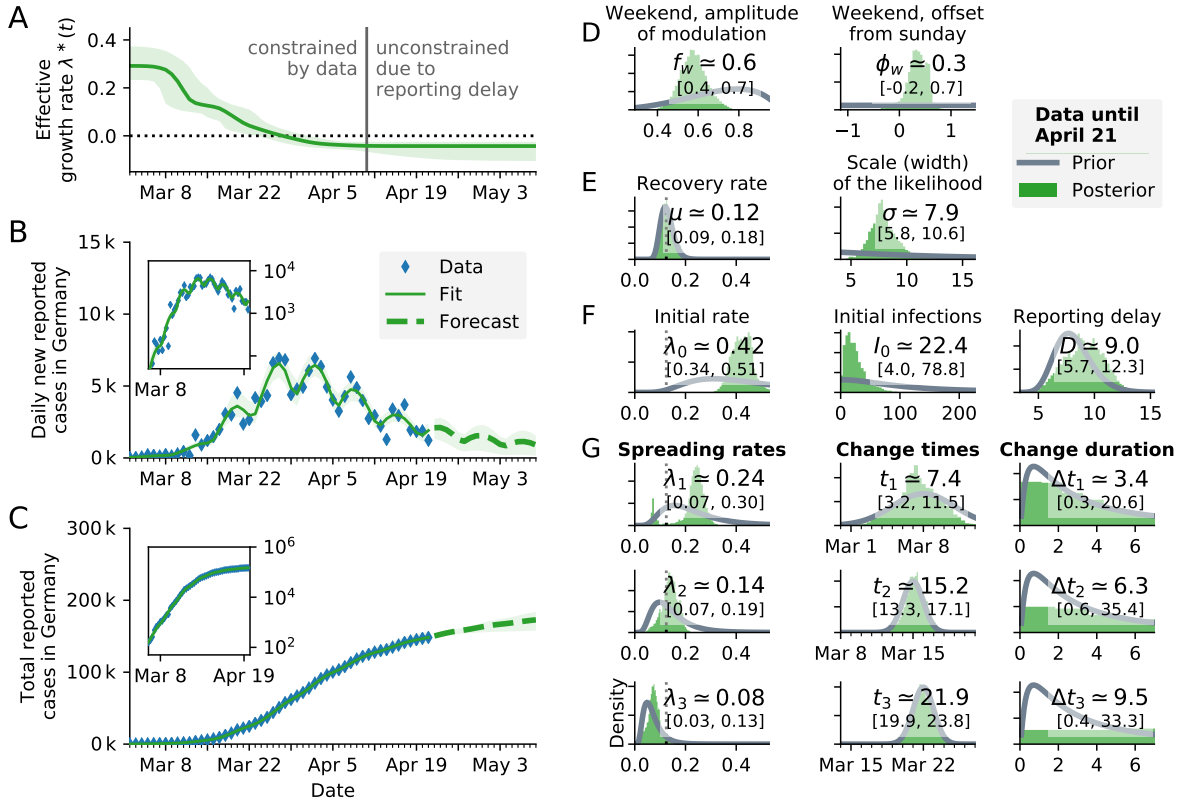 A
Effective
growth rate λ * (t)
0.4
0.2
0.0
constrained
by data
unconstrained
due to
reporting delay
Mar 8
Mar 22
Apr 5
Apr 19
May 3
B
Daily new reported
cases in Germany
15 k
10 k
5 k
0 k
10⁴
10³
Mar 8
Data
Fit
Forecast
Mar 8
Mar 22
Apr 5
Apr 19
May 3
C
Total reported
cases in Germany
300 k
200 k
100 k
0 k
10⁶
10⁴
10²
Mar 8
Apr 19
Mar 8
Mar 22
Apr 5
Apr 19
May 3
Date
D
Weekend, amplitude
of modulation
f_w ≃ 0.6
[0.4, 0.7]
0.4
0.6
0.8
Weekend, offset
from sunday
ϕ_w ≃ 0.3
[-0.2, 0.7]
−1
0
1
Data until
April 21
Prior
Posterior
E
Recovery rate
μ ≃ 0.12
[0.09, 0.18]
0.0
0.2
0.4
Scale (width)
of the likelihood
σ ≃ 7.9
[5.8, 10.6]
5
10
15
F
Initial rate
λ₀ ≃ 0.42
[0.34, 0.51]
0.0
0.2
0.4
Initial infections
I₀ ≃ 22.4
[4.0, 78.8]
0
100
200
Reporting delay
D ≃ 9.0
[5.7, 12.3]
5
10
15
G
Spreading rates
λ₁ ≃ 0.24
[0.07, 0.30]
0.0
0.2
0.4
Change times
t₁ ≃ 7.4
[3.2, 11.5]
Mar 1
Mar 8
Change duration
Δt₁ ≃ 3.4
[0.3, 20.6]
0
2
4
6
λ₂ ≃ 0.14
[0.07, 0.19]
0.0
0.2
0.4
t₂ ≃ 15.2
[13.3, 17.1]
Mar 8
Mar 15
Δt₂ ≃ 6.3
[0.6, 35.4]
0
2
4
6
Density
λ₃ ≃ 0.08
[0.03, 0.13]
0.0
0.2
0.4
t₃ ≃ 21.9
[19.9, 23.8]
Mar 15
Mar 22
Δt₃ ≃ 9.5
[0.4, 33.3]
0
2
4
6